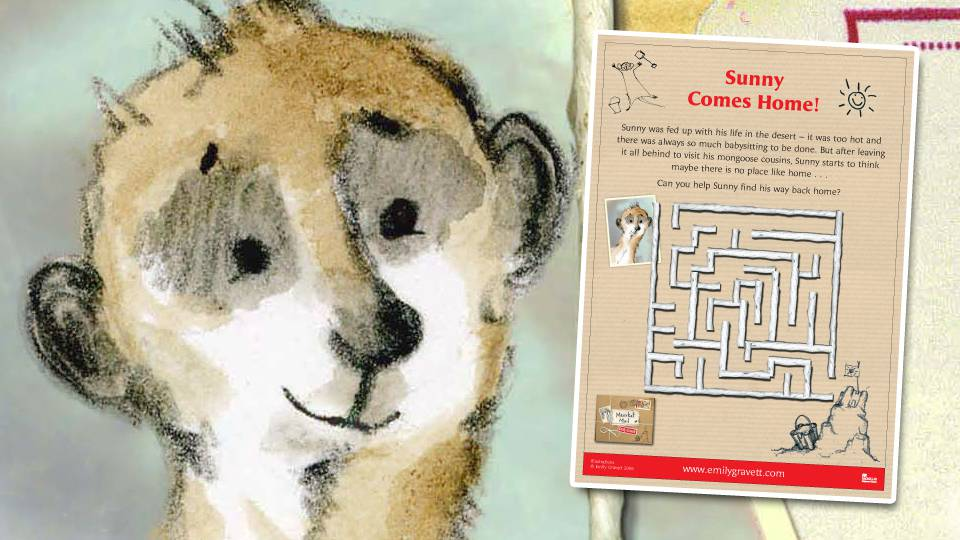 Sunny
Comes Home!
Sunny was fed up with his life in the desert – it was too hot and
there was always so much babysitting to be done. But after leaving
it all behind to visit his mongoose cousins, Sunny starts to think
maybe there is no place like home . . .
Can you help Sunny find his way back home?
Meerkat
Mail
www.emilygravett.com
© Emily Gravett 2008